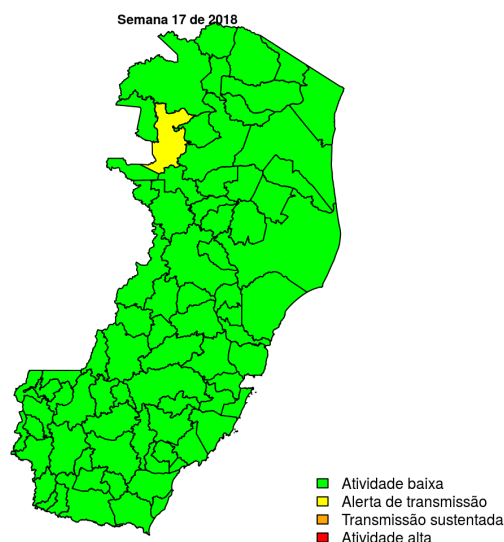 Semana 17 de 2018
Atividade baixa
Alerta de transmissão
Transmissão sustentada
Atividade alta